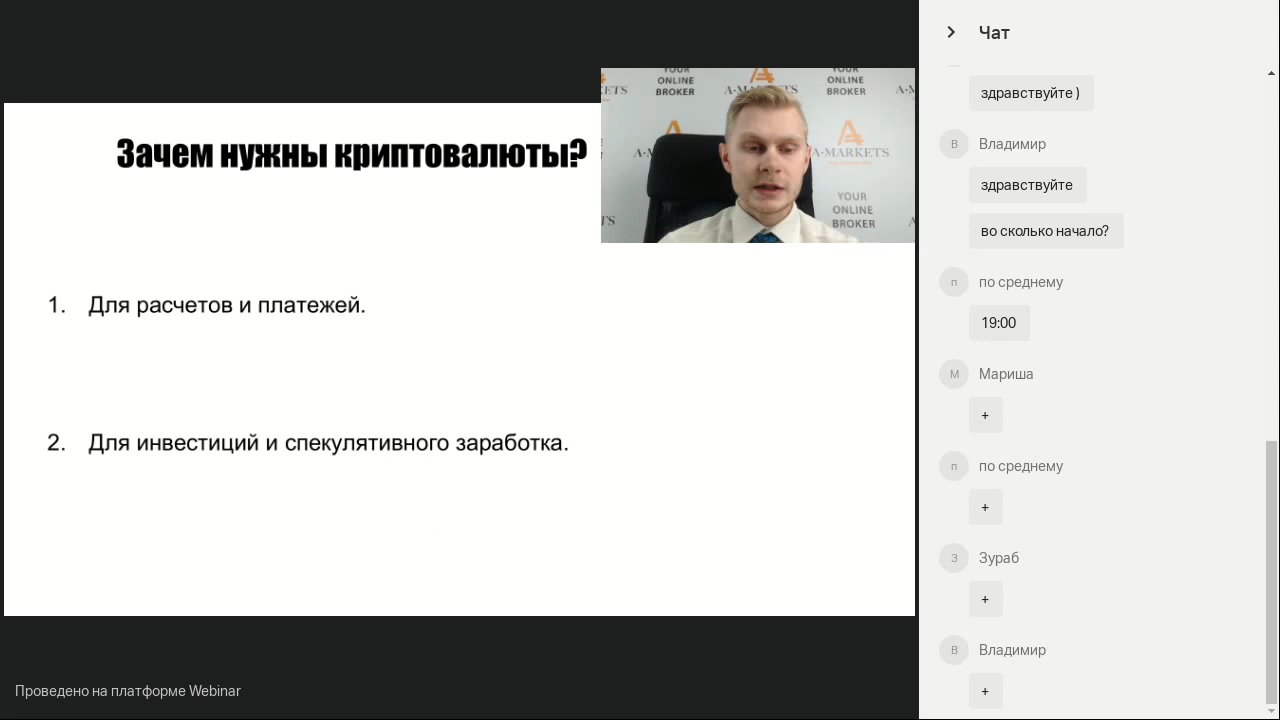 Зачем нужны криптовалюты?
1. Для расчетов и платежей.
2. Для инвестиций и спекулятивного заработка.
YOUR
ONLINE
BROKER
YOUR
ONLINE
BROKER
A·MARKETS
A·MARKETS
YOUR
ONLINE
BROKER
Проведено на платформе Webinar
Чат
здравствуйте )
В Владимир
здравствуйте
во сколько начало?
п по среднему
19:00
М Мариша
+
п по среднему
+
З Зураб
+
В Владимир
+